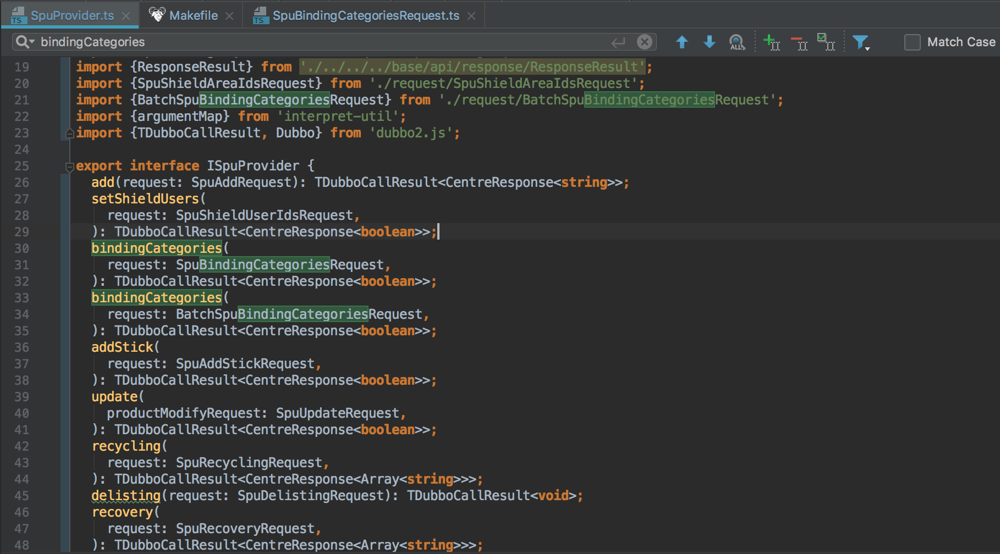 SpuProvider.ts
Makefile
SpuBindingCategoriesRequest.ts
bindingCategories
ALL
Match Case
19 import {ResponseResult} from './../../../base/api/response/ResponseResult';
20 import {SpuShieldAreaIdsRequest} from './request/SpuShieldAreaIdsRequest';
21 import {BatchSpuBindingCategoriesRequest} from './request/BatchSpuBindingCategoriesRequest';
22 import {argumentMap} from 'interpret-util';
23 import {TDubboCallResult, Dubbo} from 'dubbo2.js';
24
25 export interface ISpuProvider {
26 add(request: SpuAddRequest): TDubboCallResult<CentreResponse<string>>;
27 setShieldUsers(
28 request: SpuShieldUserIdsRequest,
29 ): TDubboCallResult<CentreResponse<boolean>>;
30 bindingCategories(
31 request: SpuBindingCategoriesRequest,
32 ): TDubboCallResult<CentreResponse<boolean>>;
33 bindingCategories(
34 request: BatchSpuBindingCategoriesRequest,
35 ): TDubboCallResult<CentreResponse<boolean>>;
36 addStick(
37 request: SpuAddStickRequest,
38 ): TDubboCallResult<CentreResponse<boolean>>;
39 update(
40 productModifyRequest: SpuUpdateRequest,
41 ): TDubboCallResult<CentreResponse<boolean>>;
42 recycling(
43 request: SpuRecyclingRequest,
44 ): TDubboCallResult<CentreResponse<Array<string>>>;
45 delisting(request: SpuDelistingRequest): TDubboCallResult<void>;
46 recovery(
47 request: SpuRecoveryRequest,
48 ): TDubboCallResult<CentreResponse<Array<string>>>;